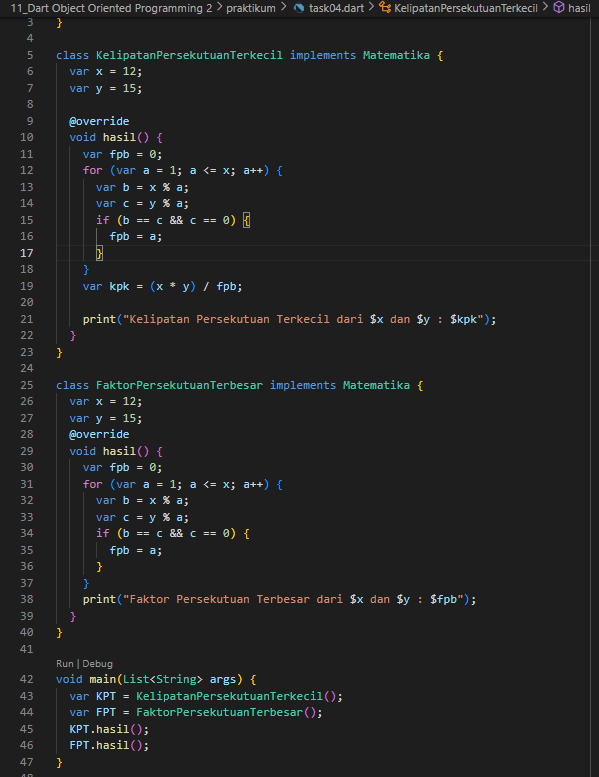 11_Dart Object Oriented Programming 2 > praktikum > task04.dart > KelipatanPersekutuanTerkecil > hasil
3 }
4
5 class KelipatanPersekutuanTerkecil implements Matematika {
6 var x = 12;
7 var y = 15;
8
9 @override
10 void hasil() {
11 var fpb = 0;
12 for (var a = 1; a <= x; a++) {
13 var b = x % a;
14 var c = y % a;
15 if (b == c && c == 0) {
16 fpb = a;
17 }
18 }
19 var kpk = (x * y) / fpb;
20
21 print("Kelipatan Persekutuan Terkecil dari $x dan $y : $kpk");
22 }
23 }
24
25 class FaktorPersekutuanTerbesar implements Matematika {
26 var x = 12;
27 var y = 15;
28 @override
29 void hasil() {
30 var fpb = 0;
31 for (var a = 1; a <= x; a++) {
32 var b = x % a;
33 var c = y % a;
34 if (b == c && c == 0) {
35 fpb = a;
36 }
37 }
38 print("Faktor Persekutuan Terbesar dari $x dan $y : $fpb");
39 }
40 }
41
Run | Debug
42 void main(List<String> args) {
43 var KPT = KelipatanPersekutuanTerkecil();
44 var FPT = FaktorPersekutuanTerbesar();
45 KPT.hasil();
46 FPT.hasil();
47 }